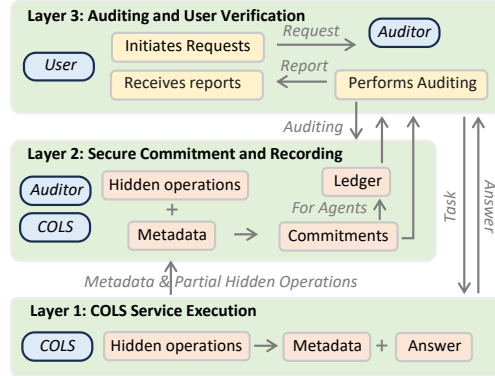 Layer 3: Auditing and User Verification
Initiates Requests
Request
Auditor
User
Receives reports
Report
Performs Auditing
Auditing
Layer 2: Secure Commitment and Recording
Auditor
Hidden operations
Ledger
+
For Agents
COLS
Metadata
Commitments
Task
Answer
Metadata & Partial Hidden Operations
Layer 1: COLS Service Execution
COLS
Hidden operations
Metadata
+
Answer